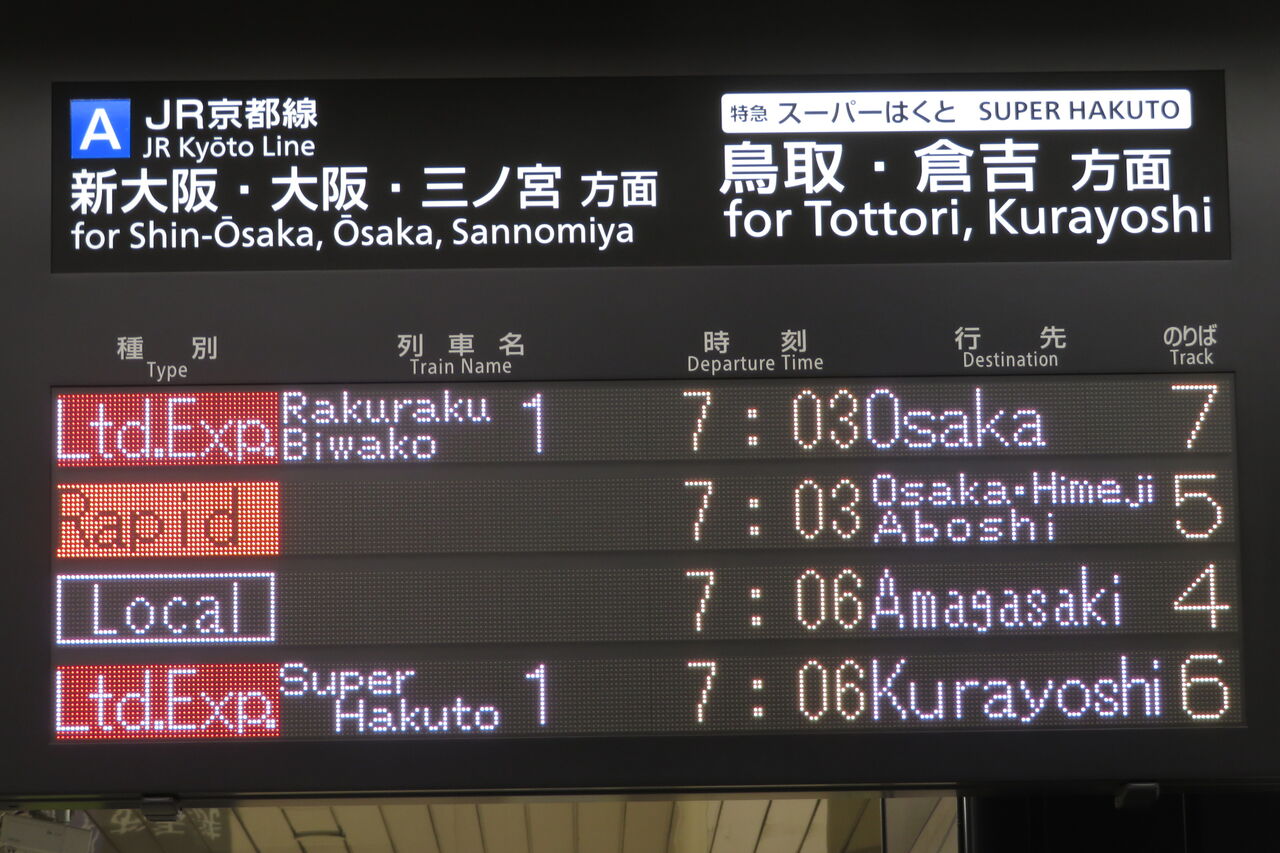 A JR京都線
JR Kyōto Line
新大阪・大阪・三ノ宮 方面
for Shin-Ōsaka, Ōsaka, Sannomiya
特急 スーパーはくと SUPER HAKUTO
鳥取・倉吉 方面
for Tottori, Kurayoshi
種別 列車名 時刻 行先 のりば
Type Train Name Departure Time Destination Track
Ltd.Exp. Rakuraku Biwako 1 7:03 Osaka 7
Rapid 7:03 Osaka・Himeji Aboshi 5
Local 7:06 Amagasaki 4
Ltd.Exp. Super Hakuto 1 7:06 Kurayoshi 6